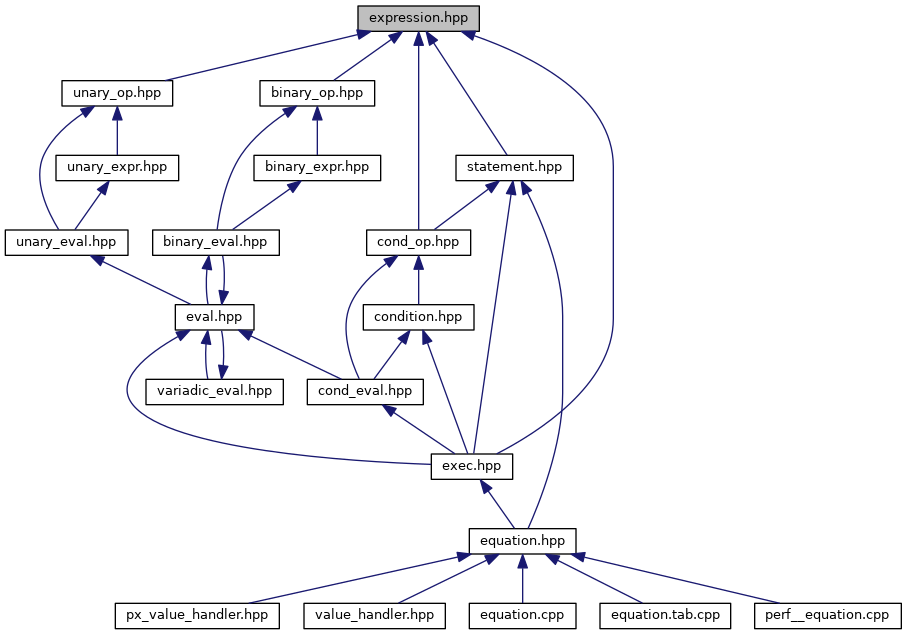 expression.hpp
unary_op.hpp
binary_op.hpp
unary_expr.hpp
binary_expr.hpp
statement.hpp
unary_eval.hpp
binary_eval.hpp
cond_op.hpp
eval.hpp
condition.hpp
variadic_eval.hpp
cond_eval.hpp
exec.hpp
equation.hpp
px_value_handler.hpp
value_handler.hpp
equation.cpp
equation.tab.cpp
perf__equation.cpp